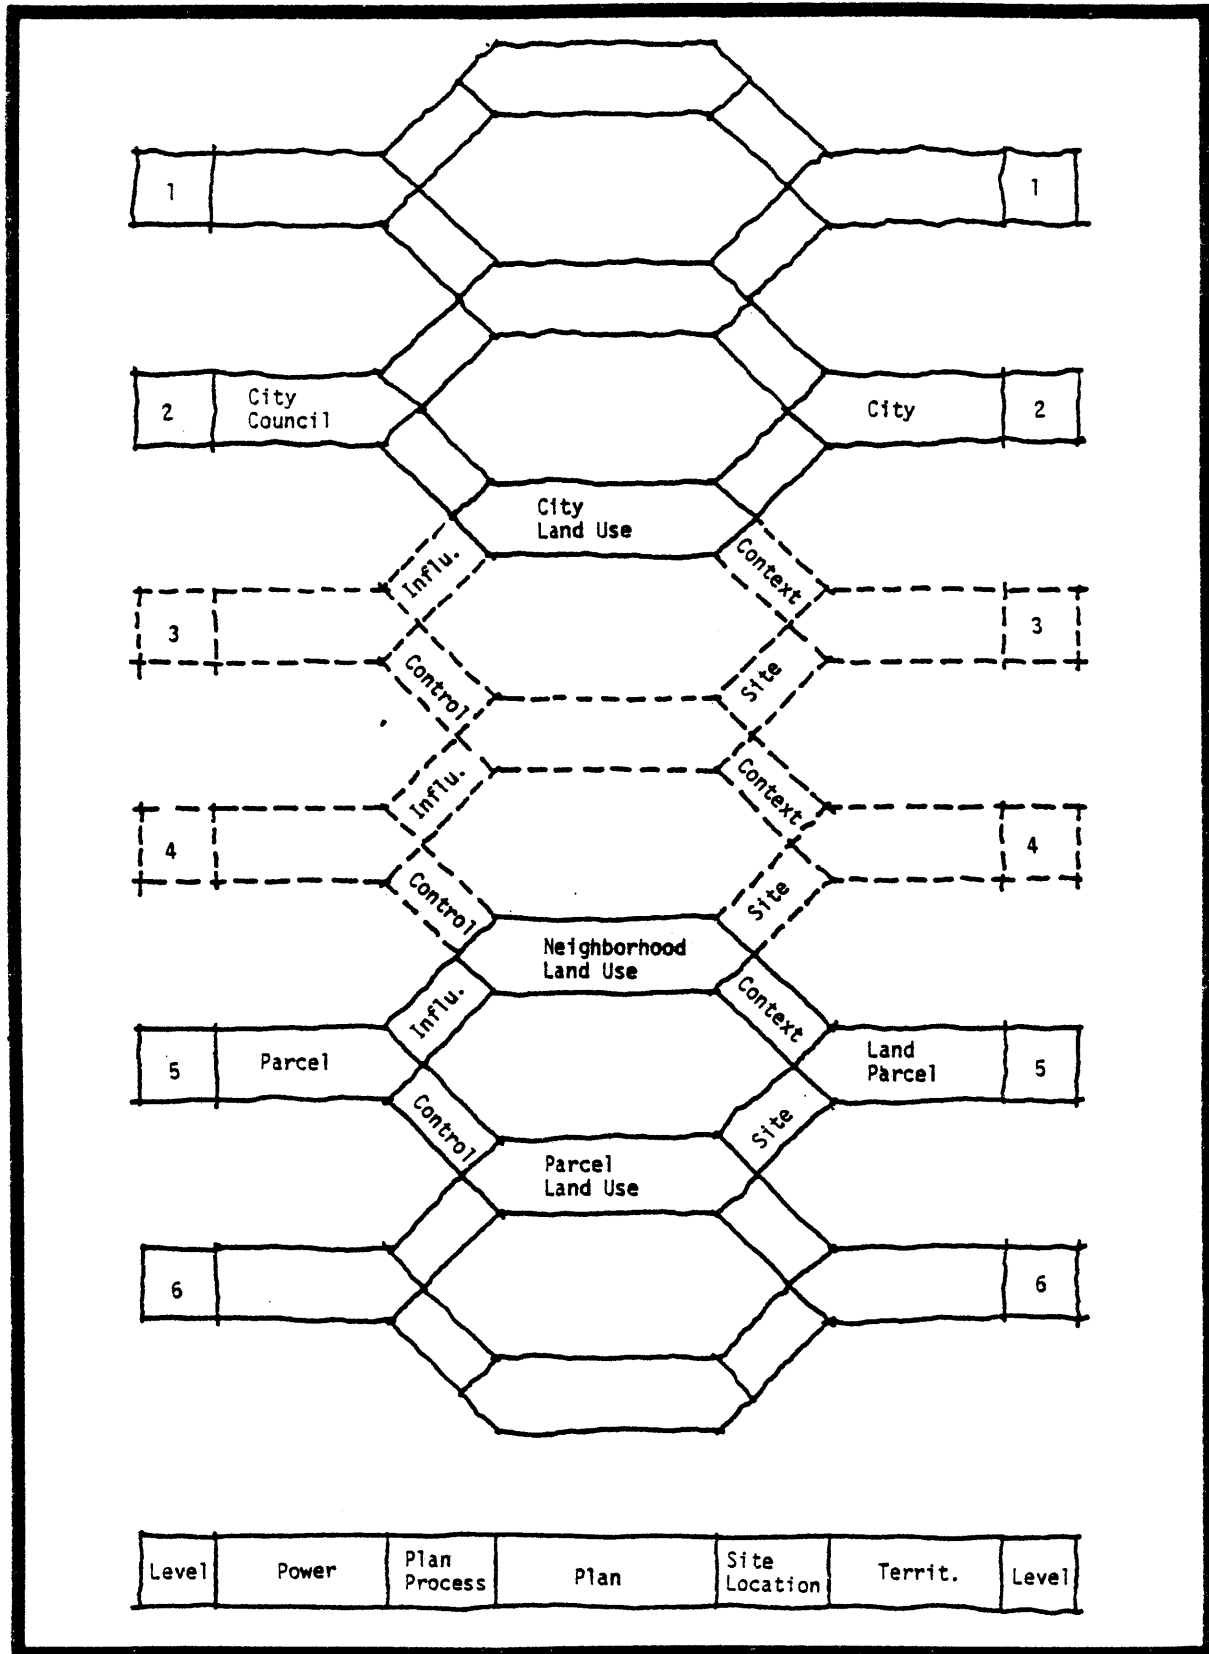 1
1
2
City
Council
City
2
City
Land Use
Influ.
Context
3
3
Control
Site
Influ.
Context
4
4
Control
Site
Neighborhood
Land Use
Influ.
Context
5
Parcel
Land
Parcel
5
Control
Site
Parcel
Land Use
6
6
Level
Power
Plan
Process
Plan
Site
Location
Territ.
Level